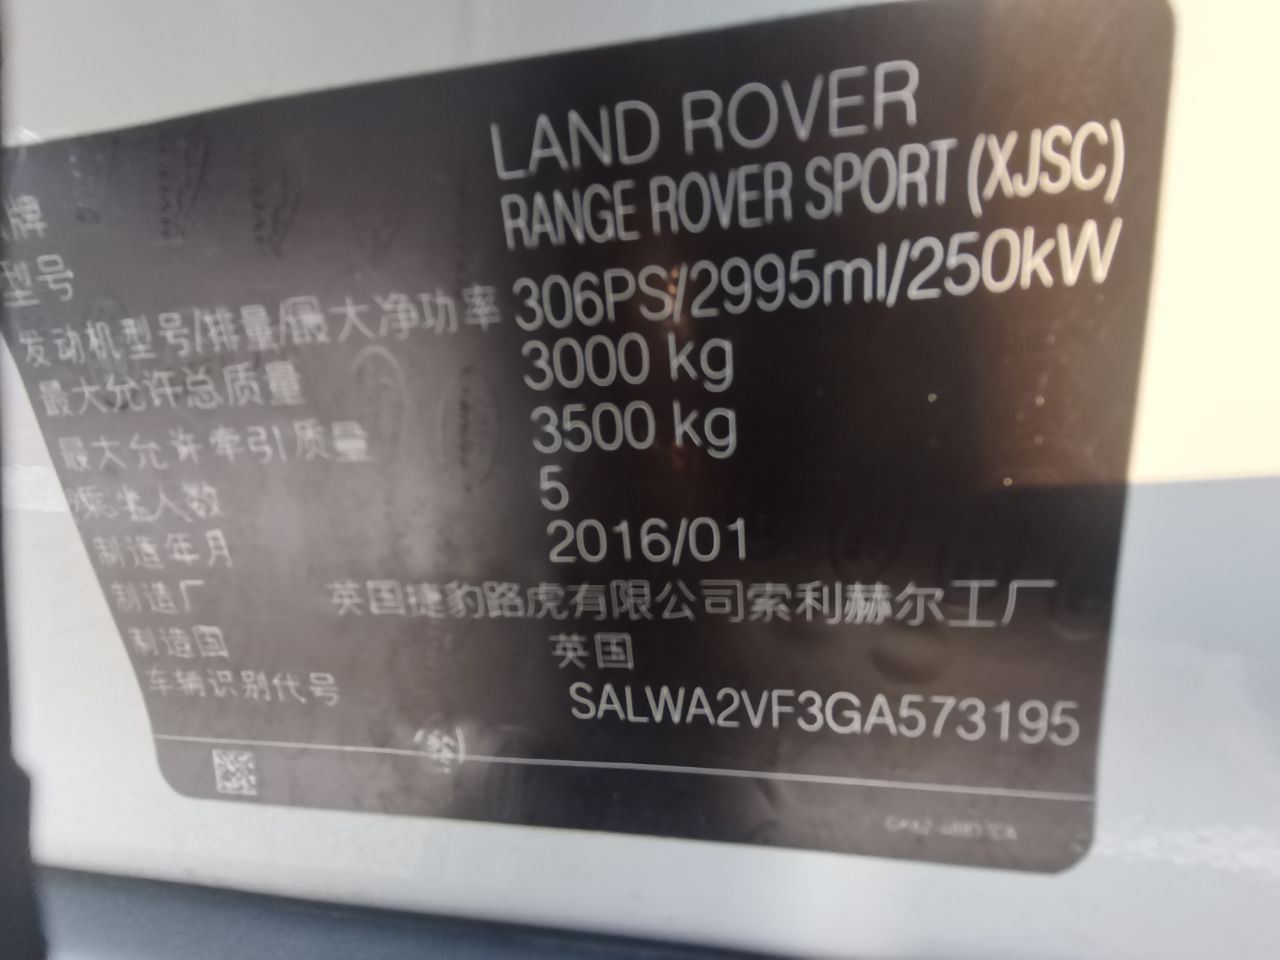 牌 LAND ROVER
型号 RANGE ROVER SPORT (XJSC)
发动机型号/排量/最大净功率 306PS/2995ml/250kW
最大允许总质量 3000 kg
最大允许牵引质量 3500 kg
乘坐人数 5
制造年月 2016/01
制造厂 英国捷豹路虎有限公司索利赫尔工厂
制造国 英国
车辆识别代号 SALWA2VF3GA573195